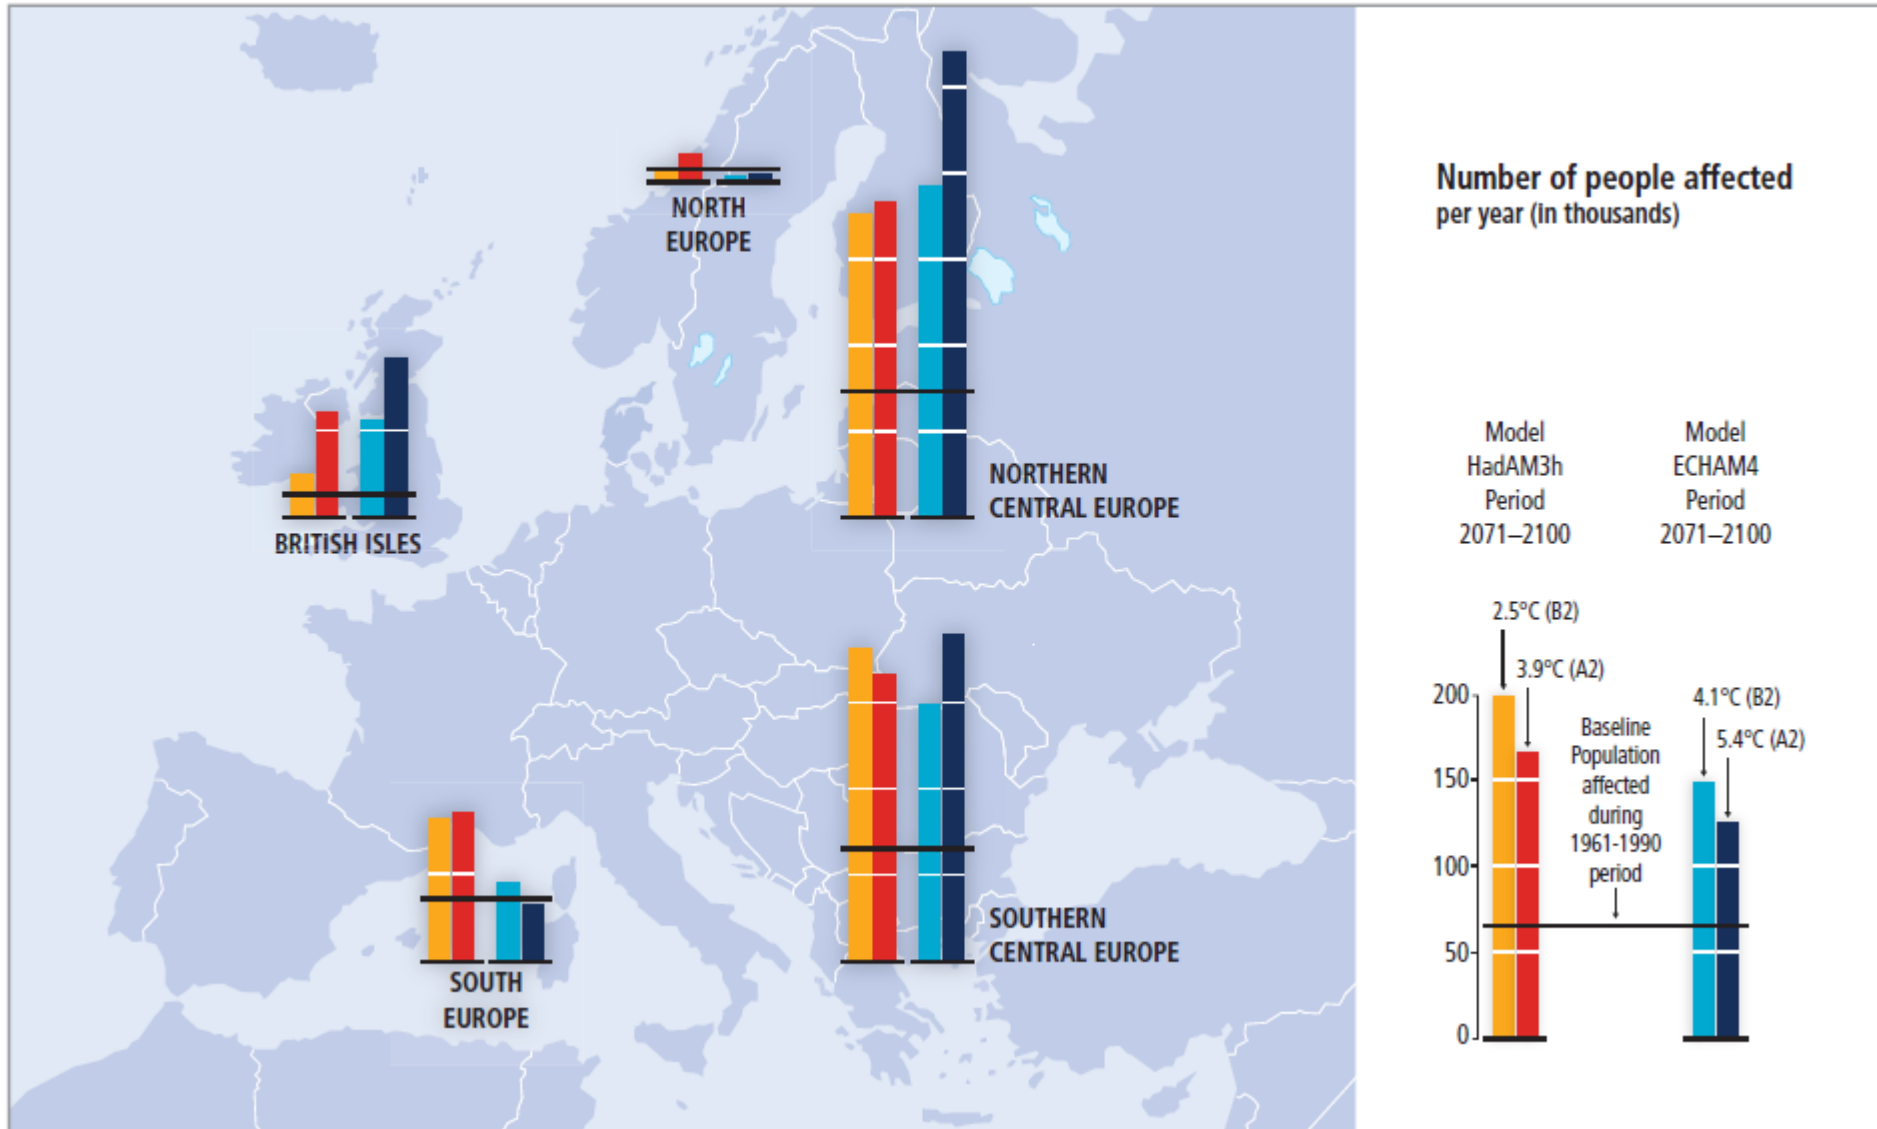 NORTH
EUROPE
BRITISH ISLES
NORTHERN
CENTRAL EUROPE
SOUTHERN
CENTRAL EUROPE
SOUTH
EUROPE
Number of people affected
per year (in thousands)
Model
HadAM3h
Period
2071–2100
Model
ECHAM4
Period
2071–2100
2.5°C (B2)
3.9°C (A2)
4.1°C (B2)
5.4°C (A2)
Baseline
Population
affected
during
1961-1990
period
200
150
100
50
0